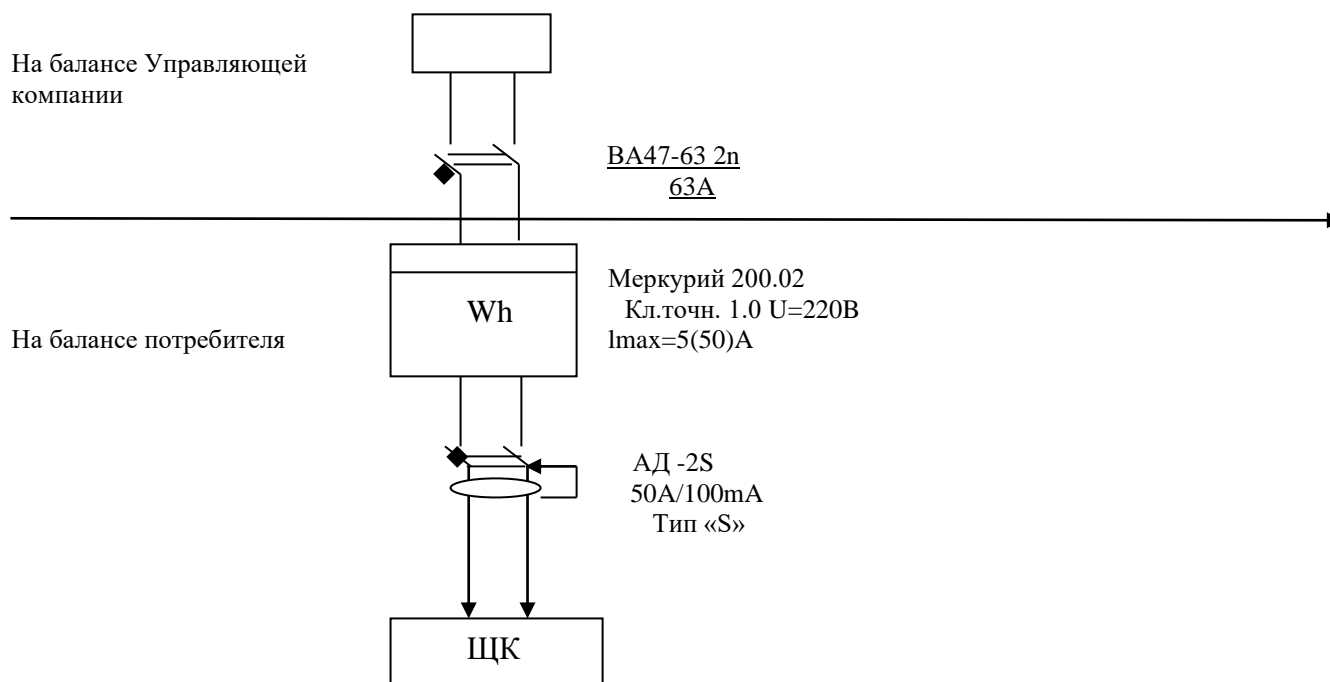 На балансе Управляющей
компании
ВА47-63 2п
63А
Меркурий 200.02
Кл.точн. 1.0 U=220В
lmax=5(50)А
Wh
На балансе потребителя
АД -2S
50А/100mA
Тип «S»
ЩК